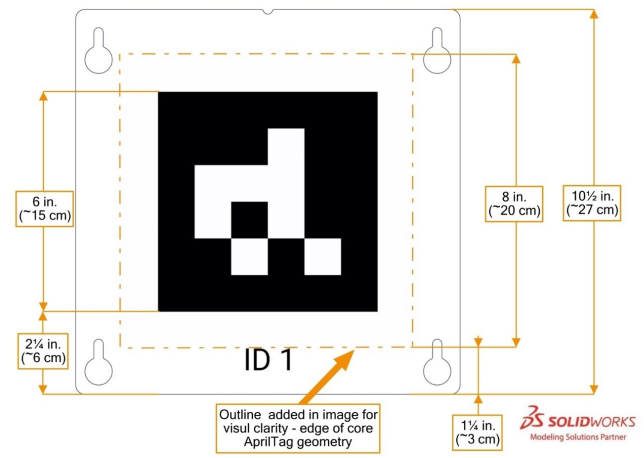 6 in.
(~15 cm)
8 in.
(~20 cm)
10½ in.
(~27 cm)
2¼ in.
(~6 cm)
ID 1
Outline added in image for
visul clarity - edge of core
AprilTag geometry
1¼ in.
(~3 cm)
SOLIDWORKS
Modeling Solutions Partner